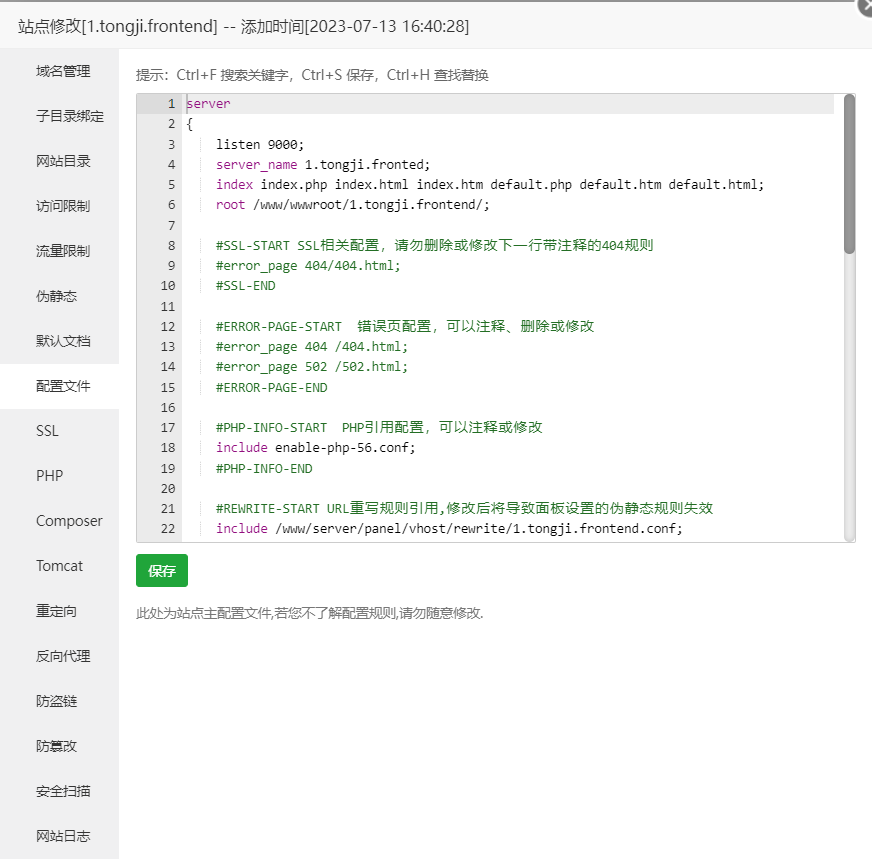 站点修改[1.tongji.frontend] -- 添加时间[2023-07-13 16:40:28]
域名管理
子目录绑定
网站目录
访问限制
流量限制
伪静态
默认文档
配置文件
SSL
PHP
Composer
Tomcat
重定向
反向代理
防盗链
防篡改
安全扫描
网站日志
提示：Ctrl+F 搜索关键字，Ctrl+S 保存，Ctrl+H 查找替换
1 server
2 {
3 listen 9000;
4 server_name 1.tongji.fronted;
5 index index.php index.html index.htm default.php default.htm default.html;
6 root /www/wwwroot/1.tongji.frontend/;
7
8 #SSL-START SSL相关配置，请勿删除或修改下一行带注释的404规则
9 #error_page 404/404.html;
10 #SSL-END
11
12 #ERROR-PAGE-START  错误页配置，可以注释、删除或修改
13 #error_page 404 /404.html;
14 #error_page 502 /502.html;
15 #ERROR-PAGE-END
16
17 #PHP-INFO-START  PHP引用配置，可以注释或修改
18 include enable-php-56.conf;
19 #PHP-INFO-END
20
21 #REWRITE-START URL重写规则引用,修改后将导致面板设置的伪静态规则失效
22 include /www/server/panel/vhost/rewrite/1.tongji.frontend.conf;
保存
此处为站点主配置文件,若您不了解配置规则,请勿随意修改.